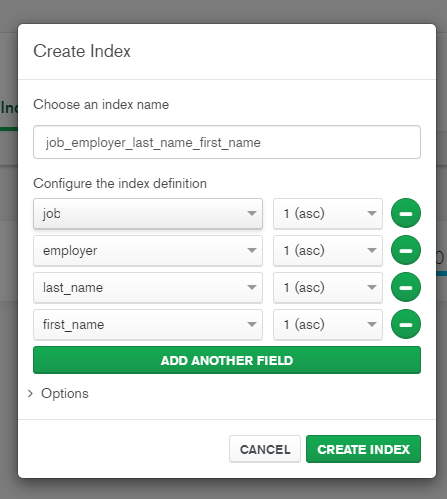 Create Index
Choose an index name
job_employer_last_name_first_name
Configure the index definition
job 1 (asc)
employer 1 (asc)
last_name 1 (asc)
first_name 1 (asc)
ADD ANOTHER FIELD
> Options
CANCEL CREATE INDEX